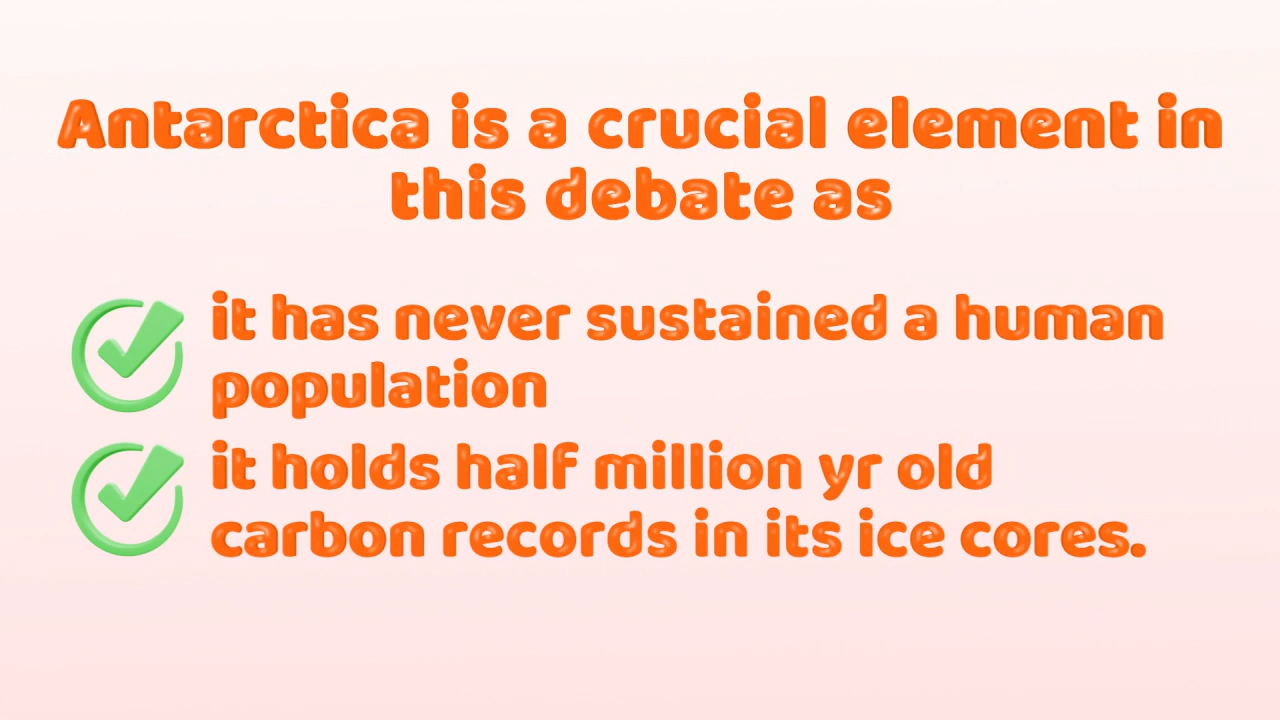 Antarctica is a crucial element in
this debate as
it has never sustained a human
population
it holds half million yr old
carbon records in its ice cores.